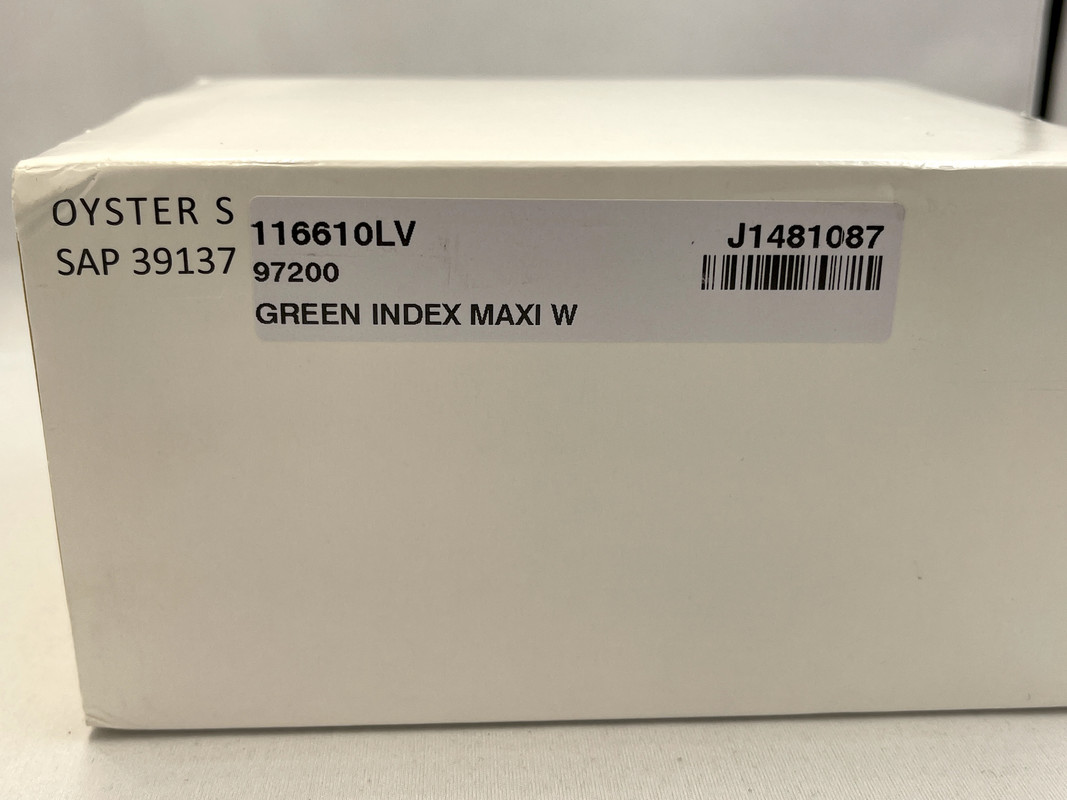 OYSTER S
SAP 39137
116610LV
97200
GREEN INDEX MAXI W
J1481087